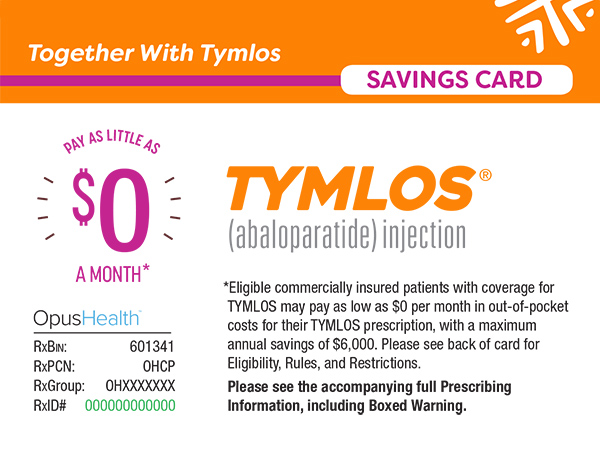 Together With Tymlos
SAVINGS CARD
PAY AS LITTLE AS
$0
A MONTH*
TYMLOS®
(abaloparatide) injection
*Eligible commercially insured patients with coverage for
TYMLOS may pay as low as $0 per month in out-of-pocket
costs for their TYMLOS prescription, with a maximum
annual savings of $6,000. Please see back of card for
Eligibility, Rules, and Restrictions.
Please see the accompanying full Prescribing
Information, including Boxed Warning.
OpusHealth™
RXBIN: 601341
RXPCN: OHCP
RXGroup: OHXXXXXXX
RXID# 000000000000